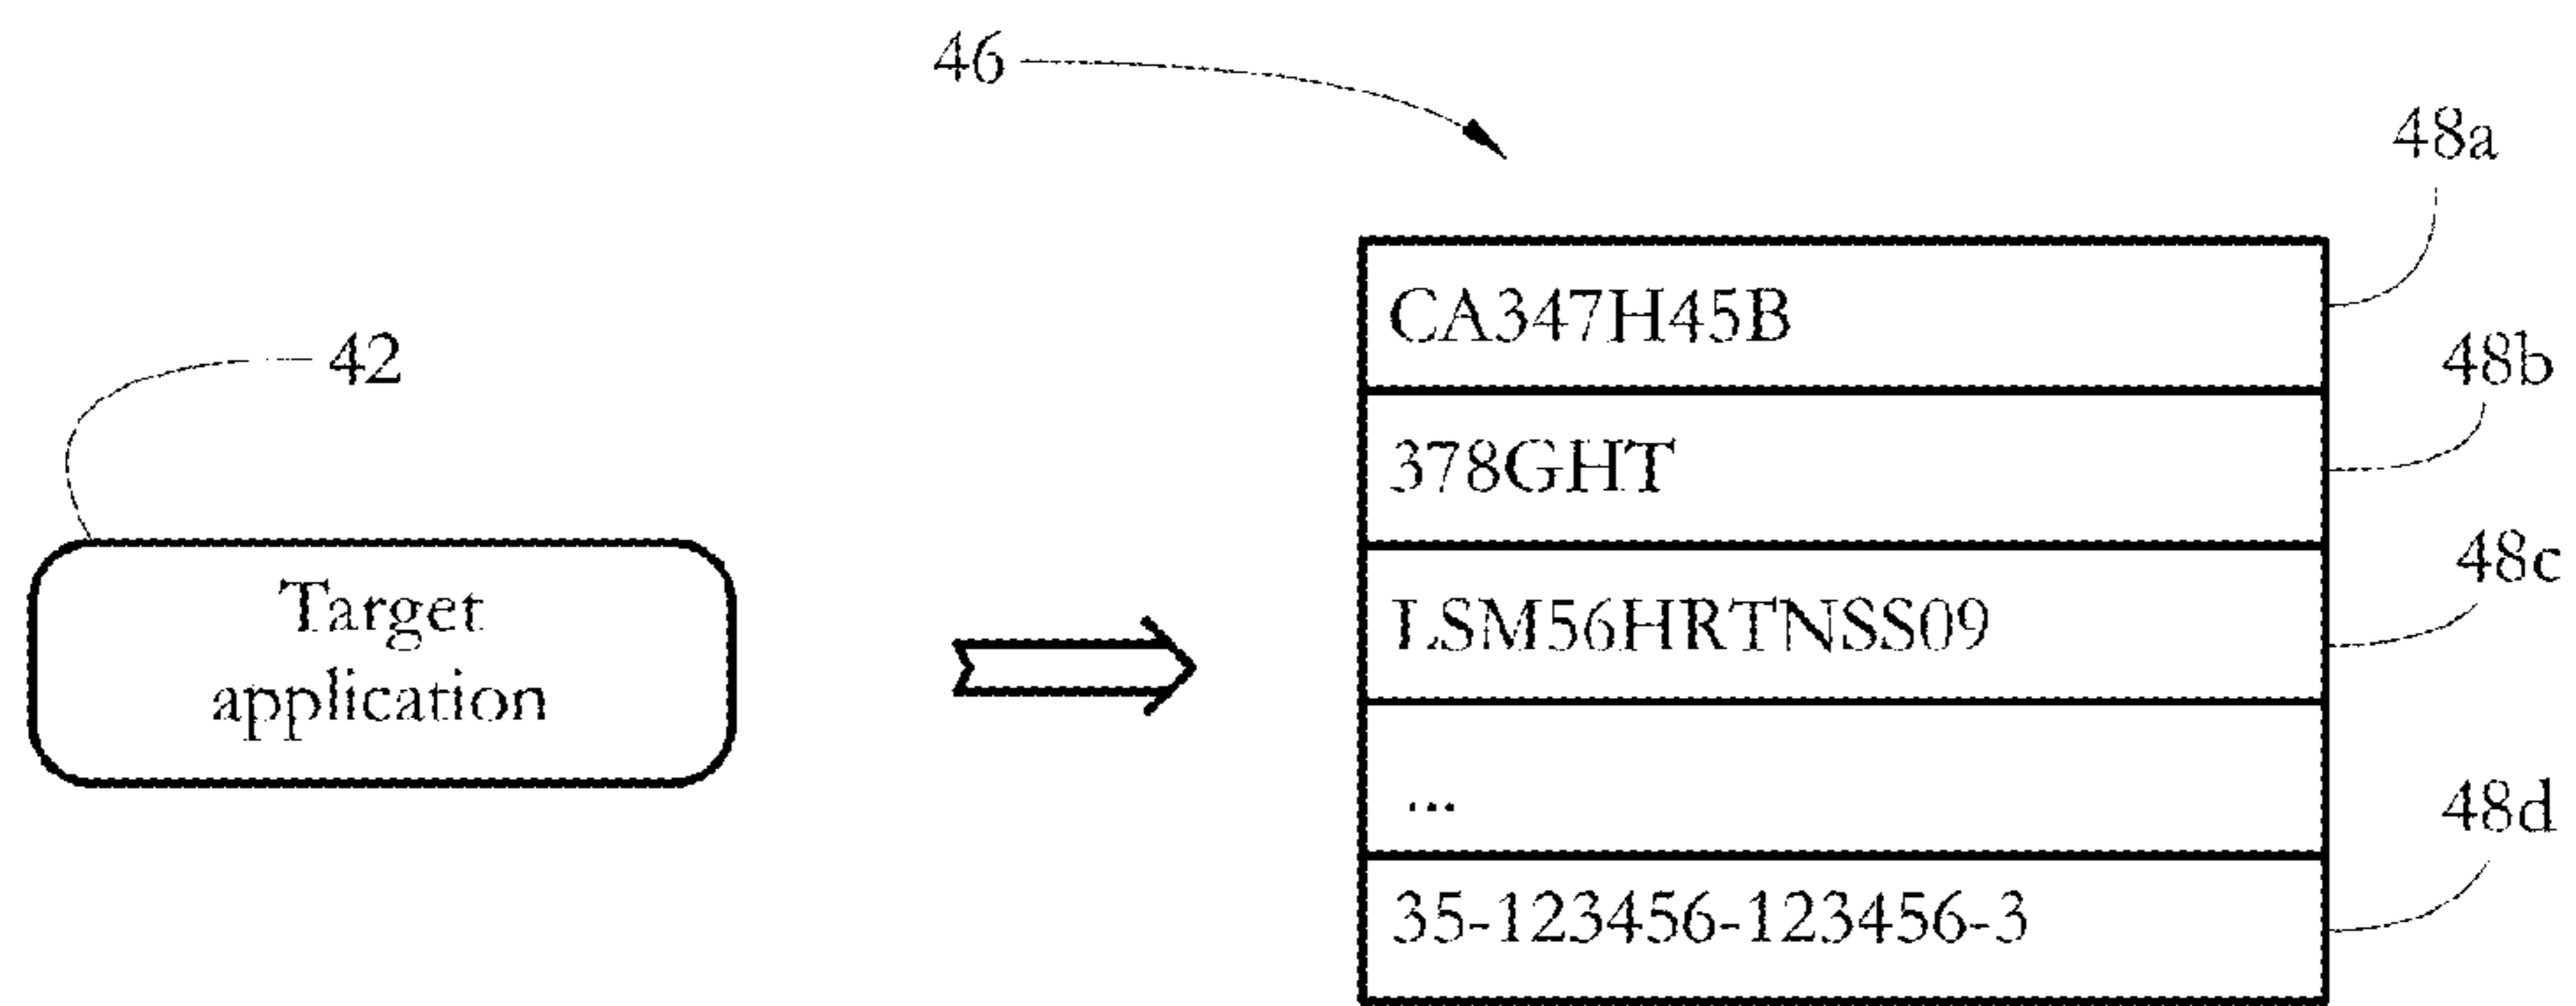 46
48a
CA347H45B
42
48b
378GHT
48c
LSM56HRTNSS09
Target
application
...
48d
35-123456-123456-3